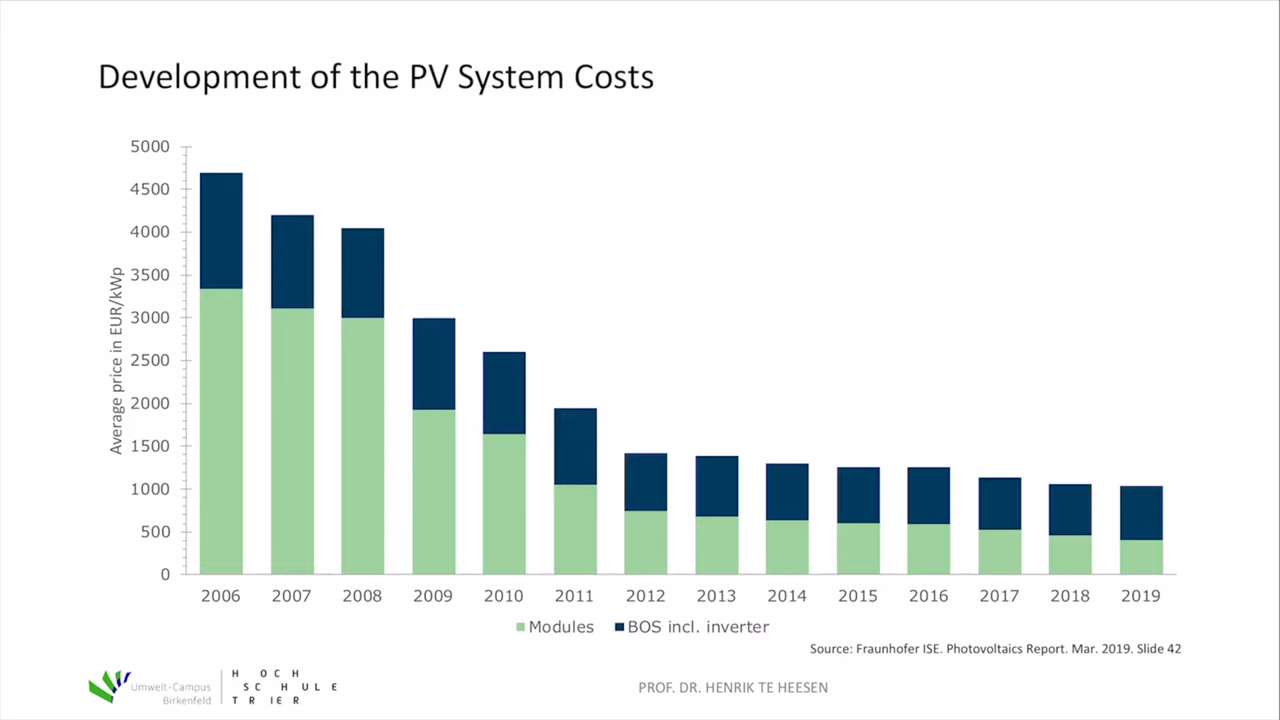 Development of the PV System Costs
Average price in EUR/kWp
5000
4500
4000
3500
3000
2500
2000
1500
1000
500
0
2006 2007 2008 2009 2010 2011 2012 2013 2014 2015 2016 2017 2018 2019
Modules BOS incl. inverter
Source: Fraunhofer ISE. Photovoltaics Report. Mar. 2019. Slide 42
Umwelt-Campus
Birkenfeld
HOCH
SCHULE
TRIER
PROF. DR. HENRIK TE HEESEN